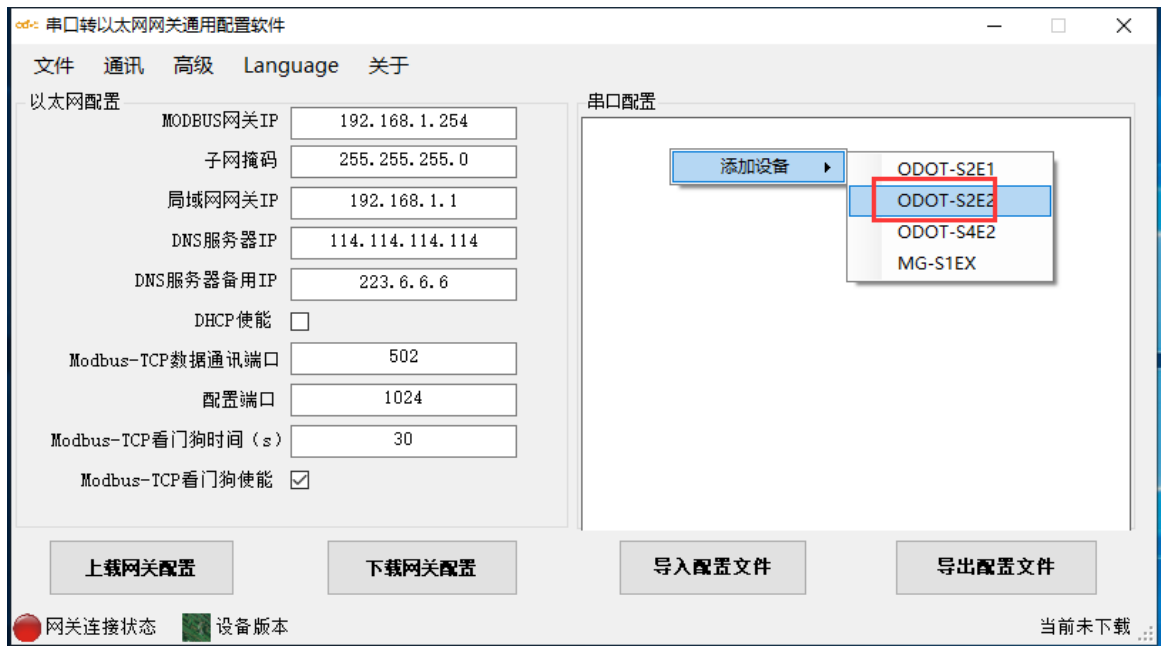 串口转以太网网关通用配置软件
文件 通讯 高级 Language 关于
以太网配置
MODBUS网关IP 192.168.1.254
子网掩码 255.255.255.0
局域网网关IP 192.168.1.1
DNS服务器IP 114.114.114.114
DNS服务器备用IP 223.6.6.6
DHCP使能
Modbus-TCP数据通讯端口 502
配置端口 1024
Modbus-TCP看门狗时间（s） 30
Modbus-TCP看门狗使能
串口配置
添加设备
ODOT-S2E1
ODOT-S2E2
ODOT-S4E2
MG-S1EX
上载网关配置 下载网关配置 导入配置文件 导出配置文件
网关连接状态 设备版本 当前未下载